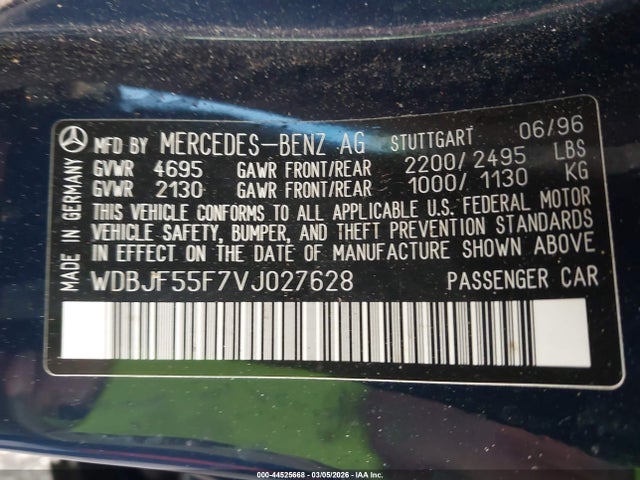 MADE IN GERMANY
MFD BY MERCEDES-BENZ AG STUTTGART 06/96
GVWR 4695 GAWR FRONT/REAR 2200/2495 LBS
GVWR 2130 GAWR FRONT/REAR 1000/1130 KG
THIS VEHICLE CONFORMS TO ALL APPLICABLE U.S. FEDERAL MOTOR
VEHICLE SAFETY, BUMPER, AND THEFT PREVENTION STANDARDS
IN EFFECT ON THE DATE OF MANUFACTURE SHOWN ABOVE.
WDBJF55F7VJ027628 PASSENGER CAR
000-44525668 - 03/05/2026 - IAA Inc.